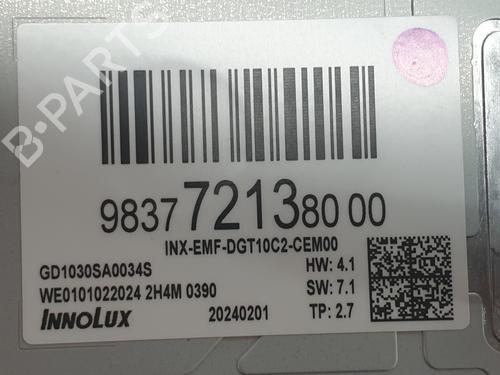 B-PARTS
98377213800 00
INX-EMF-DGT10C2-CEM00
GD1030SA0034S HW: 4.1
WE0101022024 2H4M 0390 SW: 7.1
INNOLUX 20240201 TP: 2.7